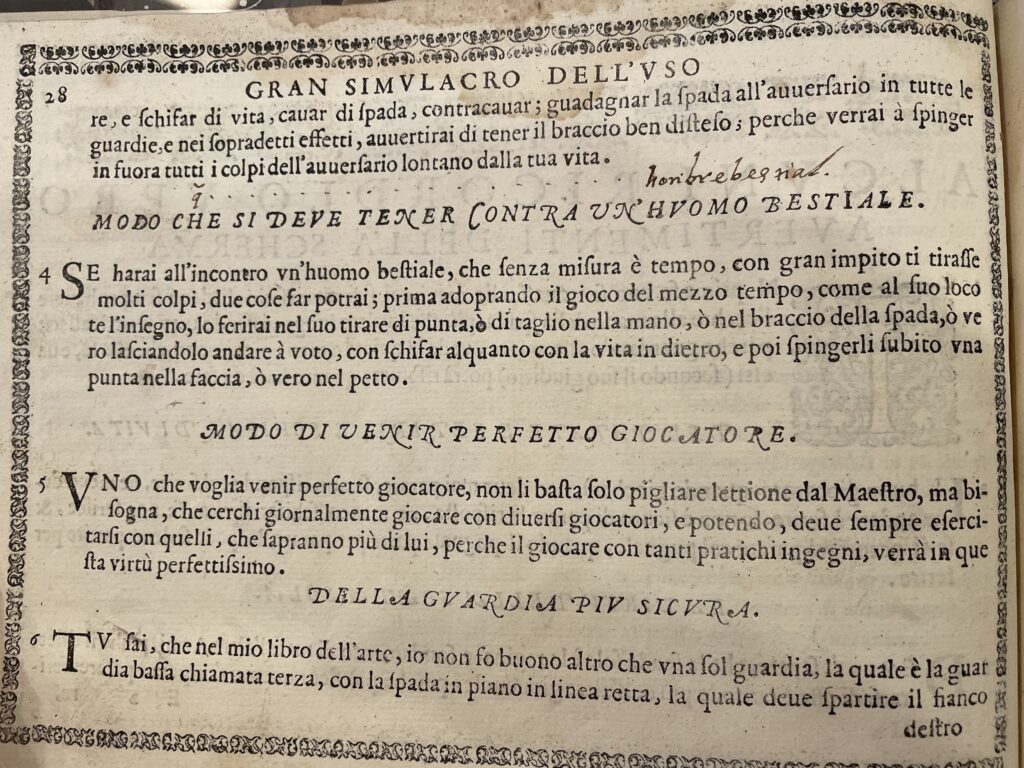 GRAN SIMVLACRO DELL'VSO
28
re, e ſchifar di vita, cauar di ſpada, contracauar; guadagnar la ſpada all'auuerſario in tutte le
guardie, e nei ſopradetti effetti, auuertirai di tener il braccio ben diſteſo; perche verrai à ſpinger
in fuora tutti i colpi dell'auuerſario lontano dalla tua vita.
hombre bestial.
MODO CHE SI DEVE TENER CONTRA UN'HVOMO BESTIALE.
4 SE harai all'incontro vn'huomo beſtiale, che ſenza miſura è tempo, con gran impito ti tiraſſe
molti colpi, due coſe far potrai; prima adoprando il gioco del mezzo tempo, come al ſuo loco
te l'inſegno, lo ferirai nel ſuo tirare di punta, ò di taglio nella mano, ò nel braccio della ſpada, ò ve
ro laſciandolo andare à voto, con ſchifar alquanto con la vita in dietro, e poi ſpingerli ſubito vna
punta nella faccia, ò vero nel petto.
MODO DI UENIR PERFETTO GIOCATORE.
5 VNO che voglia venir perfetto giocatore, non li baſta ſolo pigliare lettione dal Maeſtro, ma bi-
ſogna, che cerchi giornalmente giocare con diuerſi giocatori, e potendo, deue ſempre eſerci-
tarſi con quelli, che ſapranno più di lui, perche il giocare con tanti pratichi ingegni, verrà in que
ſta virtù perfettiſſimo.
DELLA GVARDIA PIV SICVRA.
6 TV ſai, che nel mio libro dell'arte, io non fo buono altro che vna ſol guardia, la quale è la guar
dia baſſa chiamata terza, con la ſpada in piano in linea retta, la quale deue ſpartire il fianco
deſtro